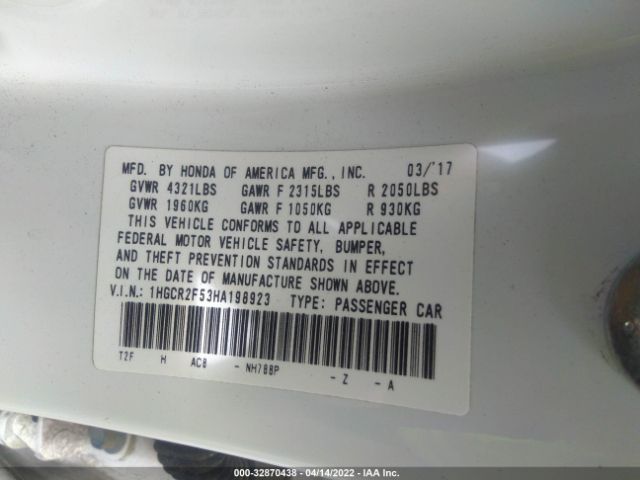 MFD. BY HONDA OF AMERICA MFG., INC. 03/'17
GVWR 4321LBS GAWR F 2315LBS R 2050LBS
GVWR 1960KG GAWR F 1050KG R 930KG
THIS VEHICLE CONFORMS TO ALL APPLICABLE
FEDERAL MOTOR VEHICLE SAFETY, BUMPER,
AND THEFT PREVENTION STANDARDS IN EFFECT
ON THE DATE OF MANUFACTURE SHOWN ABOVE.
V.I.N.: 1HGCR2F53HA198923 TYPE: PASSENGER CAR
T2F H AC8 - NH788P - Z - A
000-32870438 - 04/14/2022 - IAA Inc.